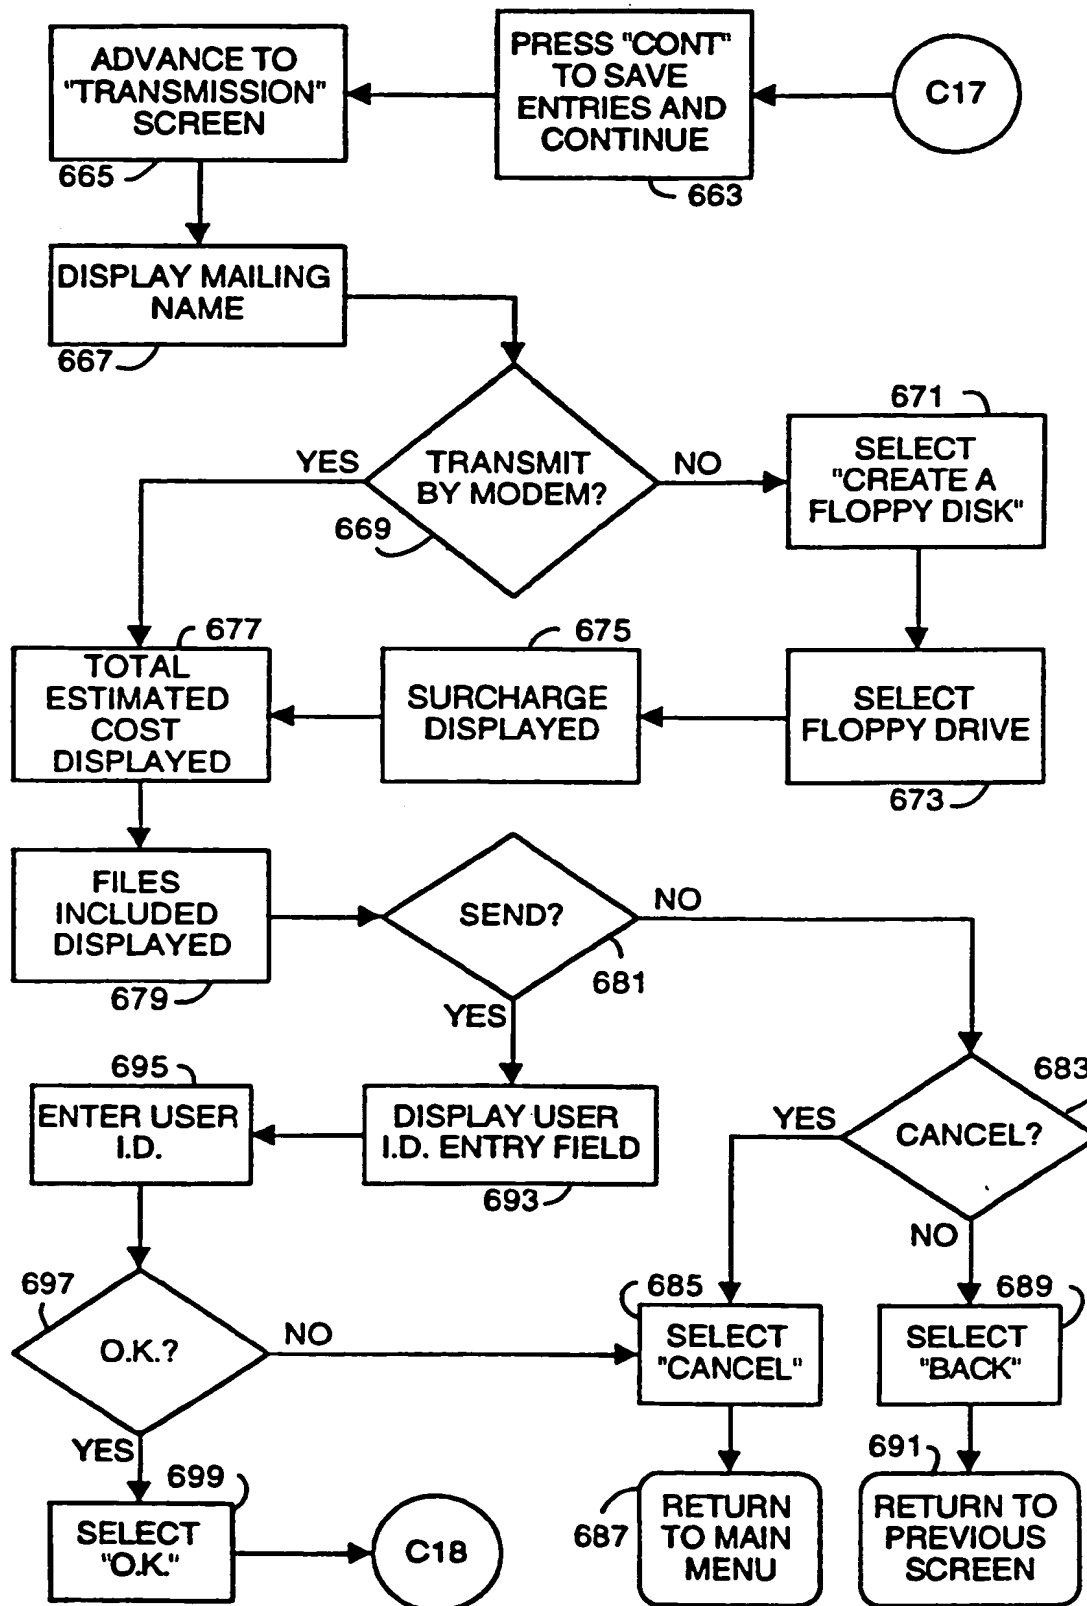 ADVANCE TO
"TRANSMISSION"
SCREEN
665
PRESS "CONT"
TO SAVE
ENTRIES AND
CONTINUE
663
C17
DISPLAY MAILING
NAME
667
TRANSMIT
BY MODEM?
669
YES
NO
671
SELECT
"CREATE A
FLOPPY DISK"
677
TOTAL
ESTIMATED
COST
DISPLAYED
675
SURCHARGE
DISPLAYED
SELECT
FLOPPY DRIVE
673
FILES
INCLUDED
DISPLAYED
679
SEND?
681
NO
YES
695
ENTER USER
I.D.
DISPLAY USER
I.D. ENTRY FIELD
693
683
CANCEL?
YES
NO
697
O.K.?
NO
YES
685
SELECT
"CANCEL"
689
SELECT
"BACK"
699
SELECT
"O.K."
C18
687
RETURN
TO MAIN
MENU
691
RETURN TO
PREVIOUS
SCREEN